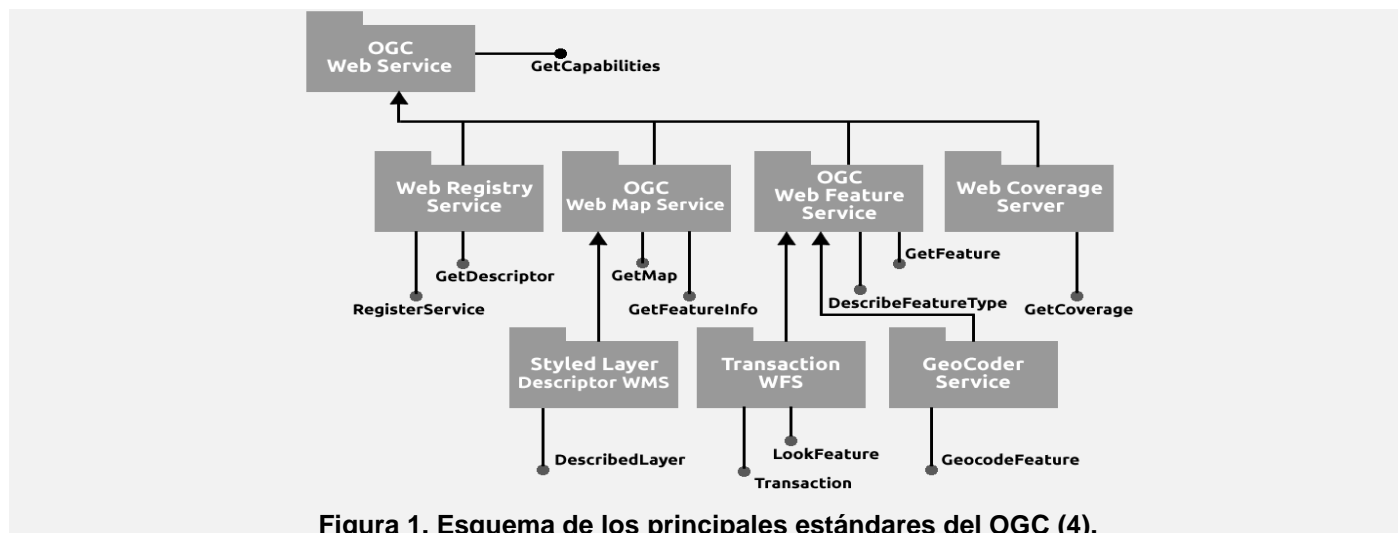 OGC
Web Service
GetCapabilities
Web Registry
Service
OGC
Web Map Service
OGC
Web Feature
Service
Web Coverage
Server
GetDescriptor
RegisterService
GetMap
GetFeatureInfo
GetFeature
DescribeFeatureType
GetCoverage
Styled Layer
Descriptor WMS
Transaction
WFS
GeoCoder
Service
DescribedLayer
LookFeature
Transaction
GeocodeFeature
Figura 1. Esquema de los principales estándares del OGC (4).